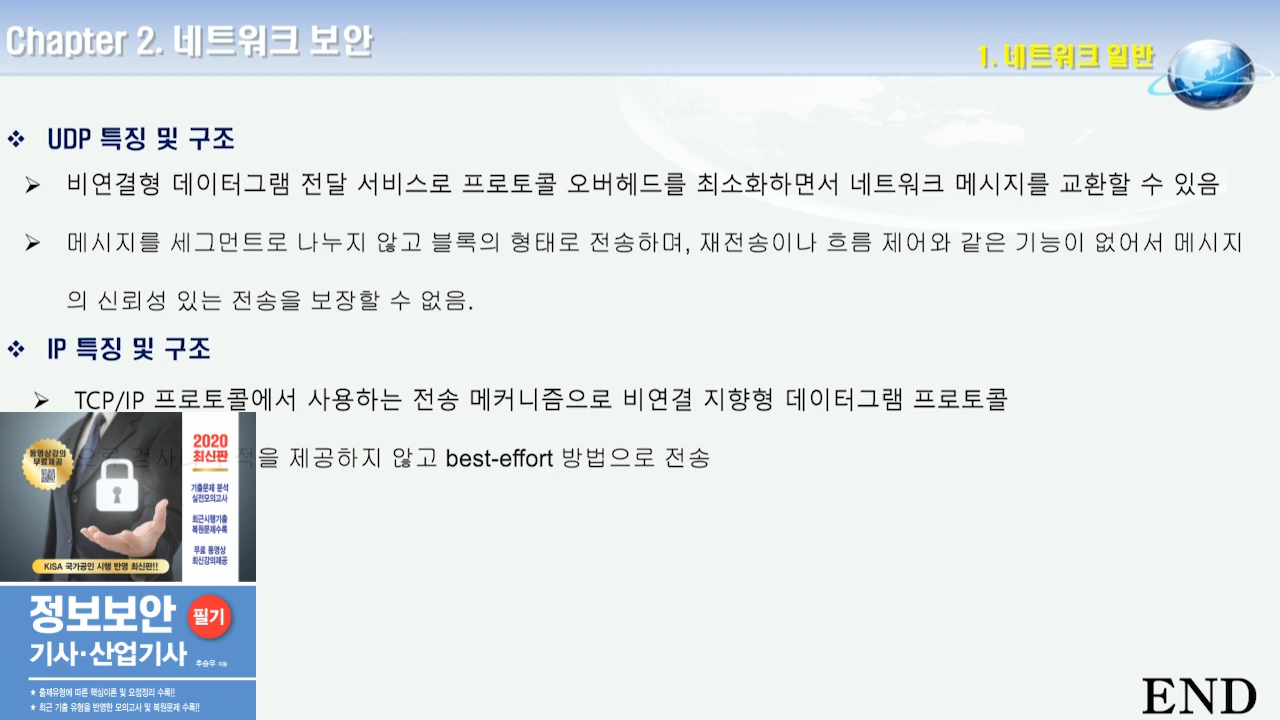 Chapter 2. 네트워크 보안
1. 네트워크 일반
❖ UDP 특징 및 구조
➢ 비연결형 데이터그램 전달 서비스로 프로토콜 오버헤드를 최소화하면서 네트워크 메시지를 교환할 수 있음
➢ 메시지를 세그먼트로 나누지 않고 블록의 형태로 전송하며, 재전송이나 흐름 제어와 같은 기능이 없어서 메시지
의 신뢰성 있는 전송을 보장할 수 없음.
❖ IP 특징 및 구조
➢ TCP/IP 프로토콜에서 사용하는 전송 메커니즘으로 비연결 지향형 데이터그램 프로토콜
을 제공하지 않고 best-effort 방법으로 전송
동영상강의
무료제공
2020
최신판
기출문제 분석
실전모의고사
최근시행기출
복원문제수록
무료 동영상
최신강의제공
KISA 국가공인 시행 반영 최신판!!
정보보안 필기
기사·산업기사
추승우 지음
★ 출제유형에 따른 핵심이론 및 요점정리 수록!!
★ 최근 기출 유형을 반영한 모의고사 및 복원문제 수록!!
END